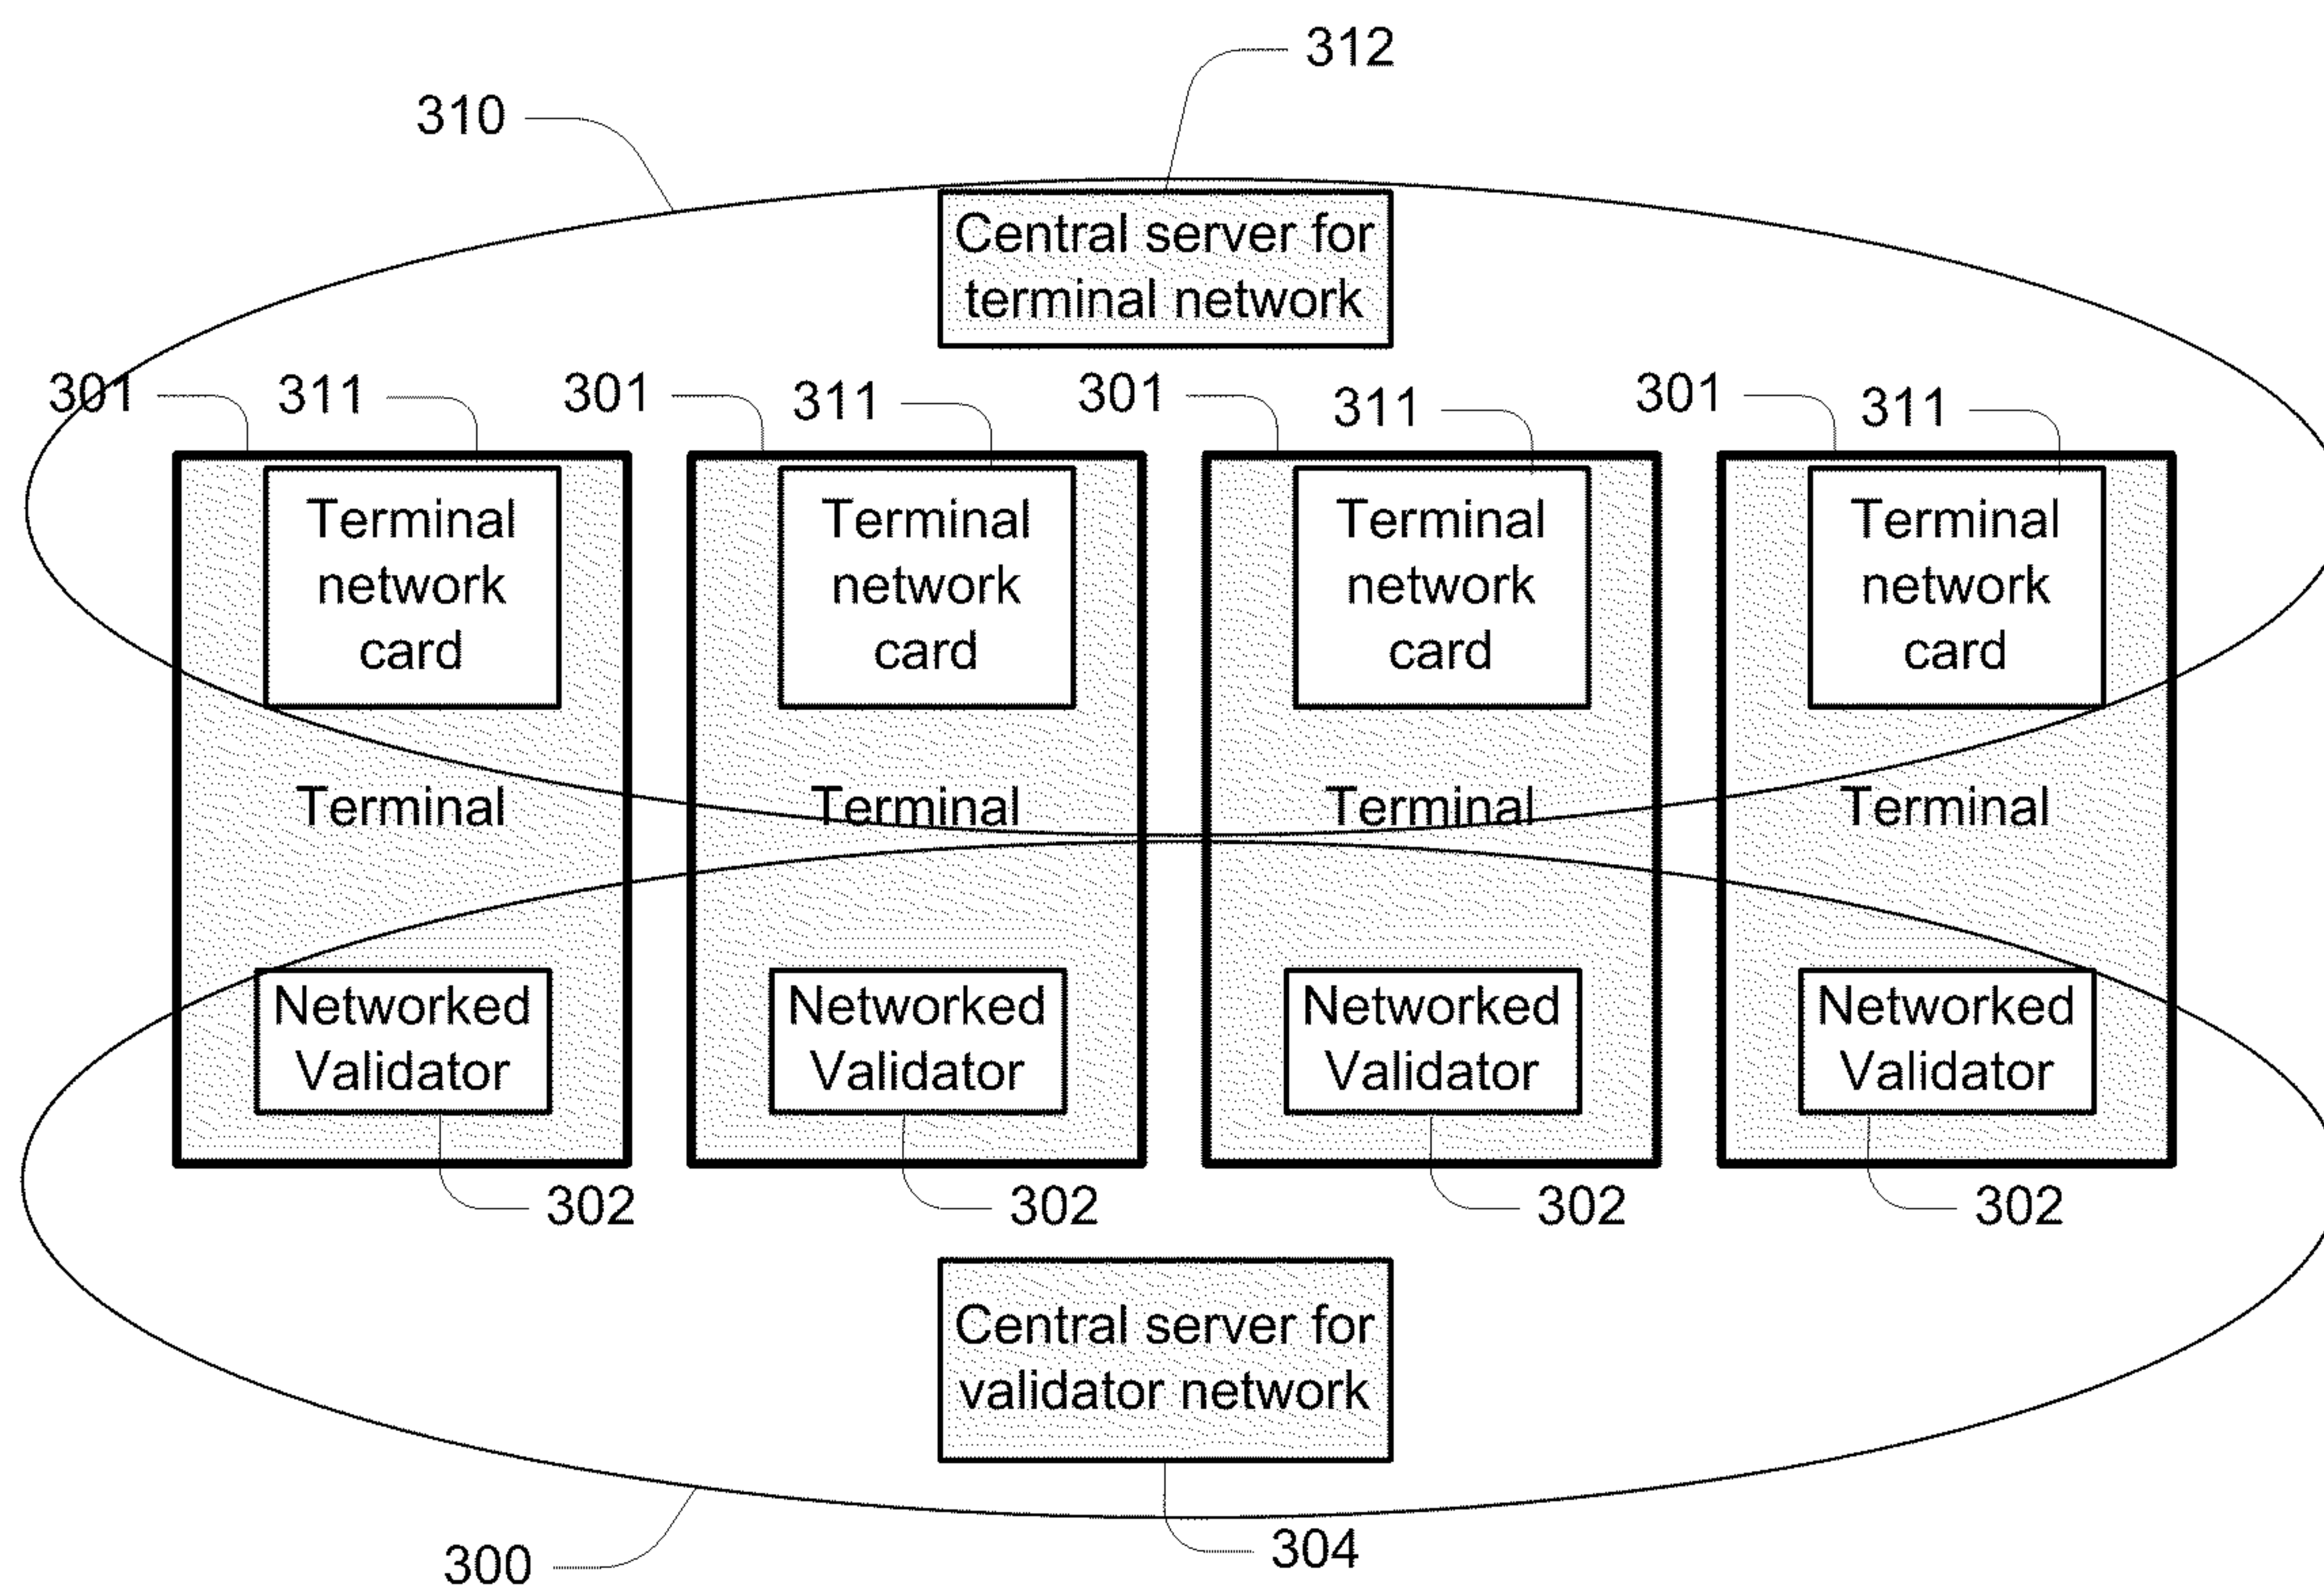 312
310
Central server for
terminal network
301
311
301
311
301
311
301
311
Terminal
network
card
Terminal
network
card
Terminal
network
card
Terminal
network
card
Terminal
Terminal
Terminal
Terminal
Networked
Validator
Networked
Validator
Networked
Validator
Networked
Validator
302
302
302
302
Central server for
validator network
304
300